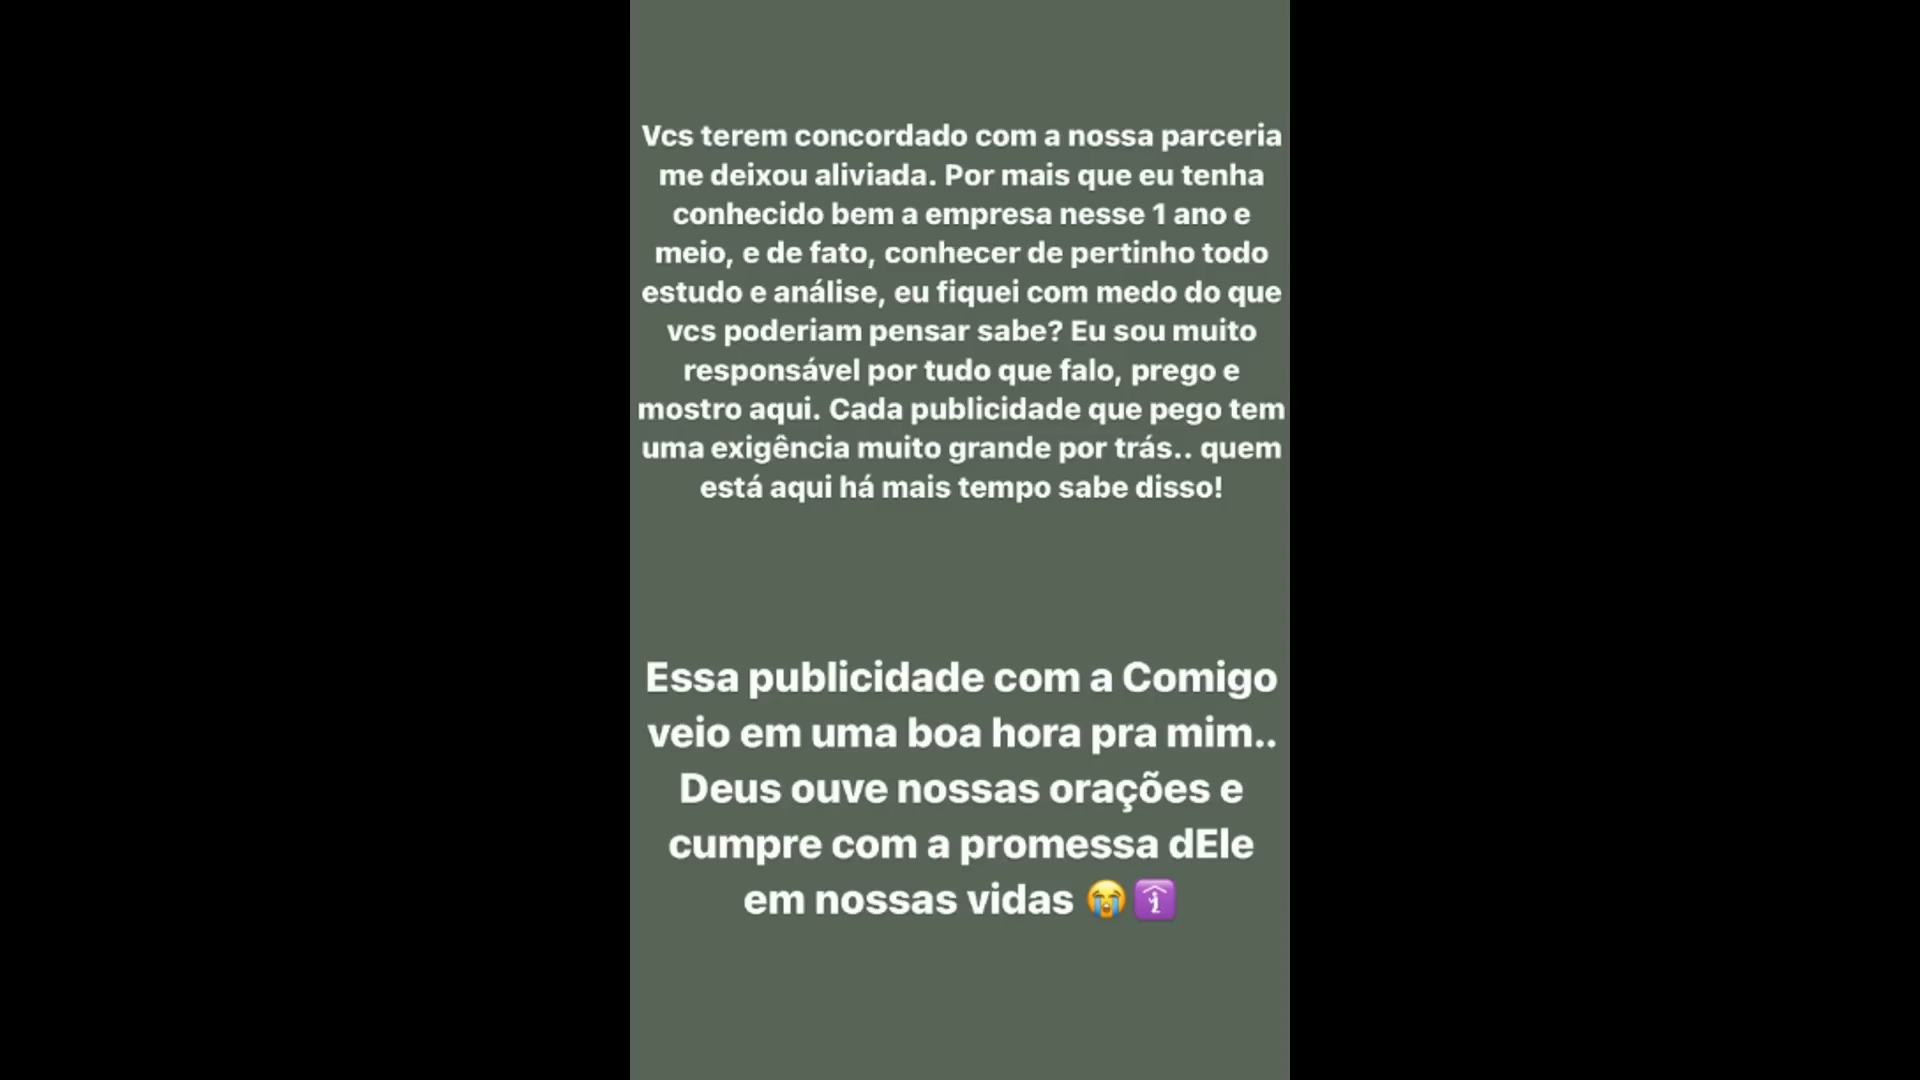 Vcs terem concordado com a nossa parceria
me deixou aliviada. Por mais que eu tenha
conhecido bem a empresa nesse 1 ano e
meio, e de fato, conhecer de pertinho todo
estudo e análise, eu fiquei com medo do que
vcs poderiam pensar sabe? Eu sou muito
responsável por tudo que falo, prego e
mostro aqui. Cada publicidade que pego tem
uma exigência muito grande por trás.. quem
está aqui há mais tempo sabe disso!
Essa publicidade com a Comigo
veio em uma boa hora pra mim..
Deus ouve nossas orações e
cumpre com a promessa dEle
em nossas vidas 😭🛐